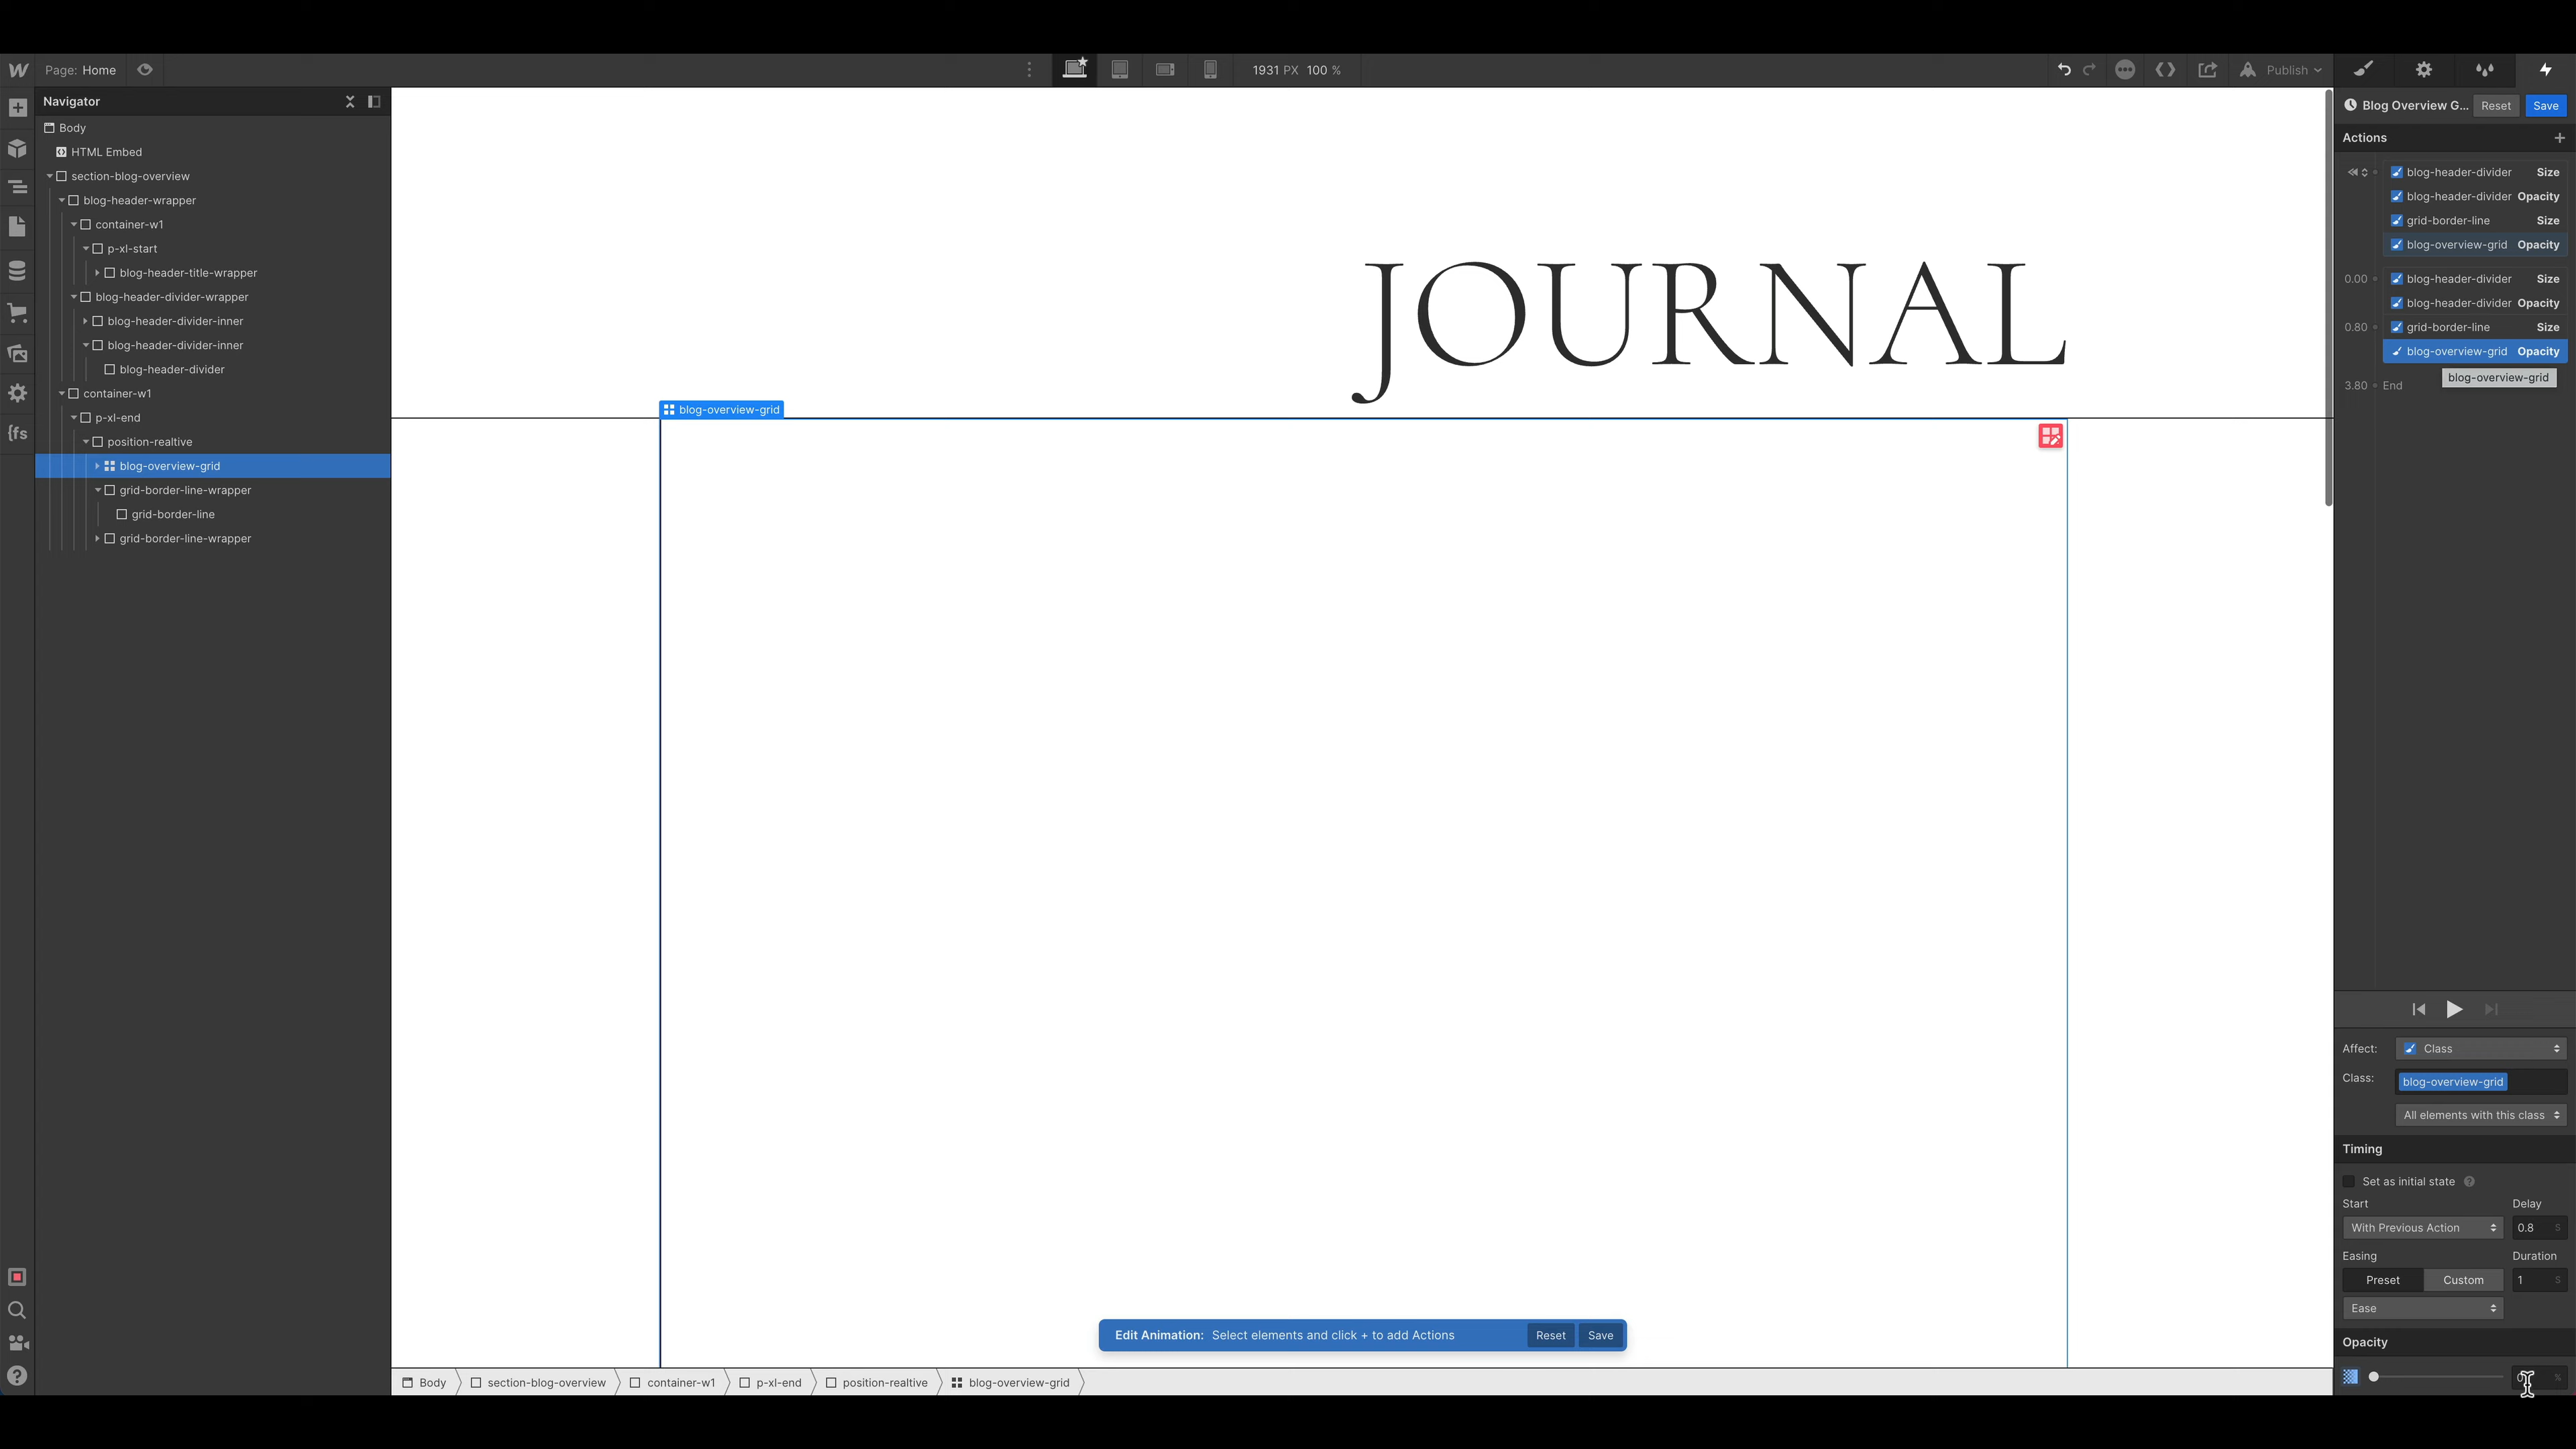 Page: Home
1931 PX 100 %
Publish
Navigator
Body
HTML Embed
section-blog-overview
blog-header-wrapper
container-w1
p-xl-start
blog-header-title-wrapper
blog-header-divider-wrapper
blog-header-divider-inner
blog-header-divider-inner
blog-header-divider
container-w1
p-xl-end
position-realtive
blog-overview-grid
grid-border-line-wrapper
grid-border-line
grid-border-line-wrapper
{fs
JOURNAL
blog-overview-grid
Edit Animation: Select elements and click + to add Actions Reset Save
Body section-blog-overview container-w1 p-xl-end position-realtive blog-overview-grid
Blog Overview G... Reset Save
Actions
blog-header-divider Size
blog-header-divider Opacity
grid-border-line Size
blog-overview-grid Opacity
0.00 blog-header-divider Size
blog-header-divider Opacity
0.80 grid-border-line Size
blog-overview-grid Opacity
blog-overview-grid
3.80 End
Affect: Class
Class: blog-overview-grid
All elements with this class
Timing
Set as initial state ?
Start Delay
With Previous Action 0.8 S
Easing Duration
Preset Custom 1 S
Ease
Opacity
%